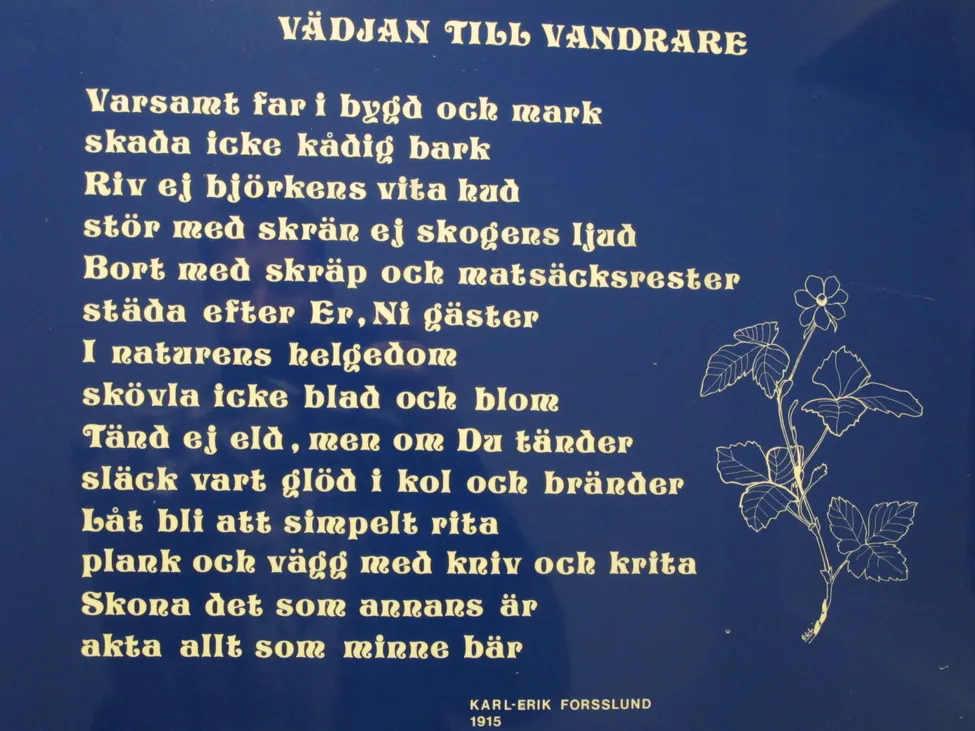 VÄDJAN TILL VANDRARE
Varsamt far i bygd och mark
skada icke kådig bark
Riv ej björkens vita hud
stör med skrän ej skogens ljud
Bort med skräp och matsäcksrester
städa efter Er, Ni gäster
I naturens helgedom
skövla icke blad och blom
Tänd ej eld, men om Du tänder
släck vart glöd i kol och bränder
Låt bli att simpelt rita
plank och vägg med kniv och krita
Skona det som annans är
akta allt som minne bär
KARL-ERIK FORSSLUND
1915